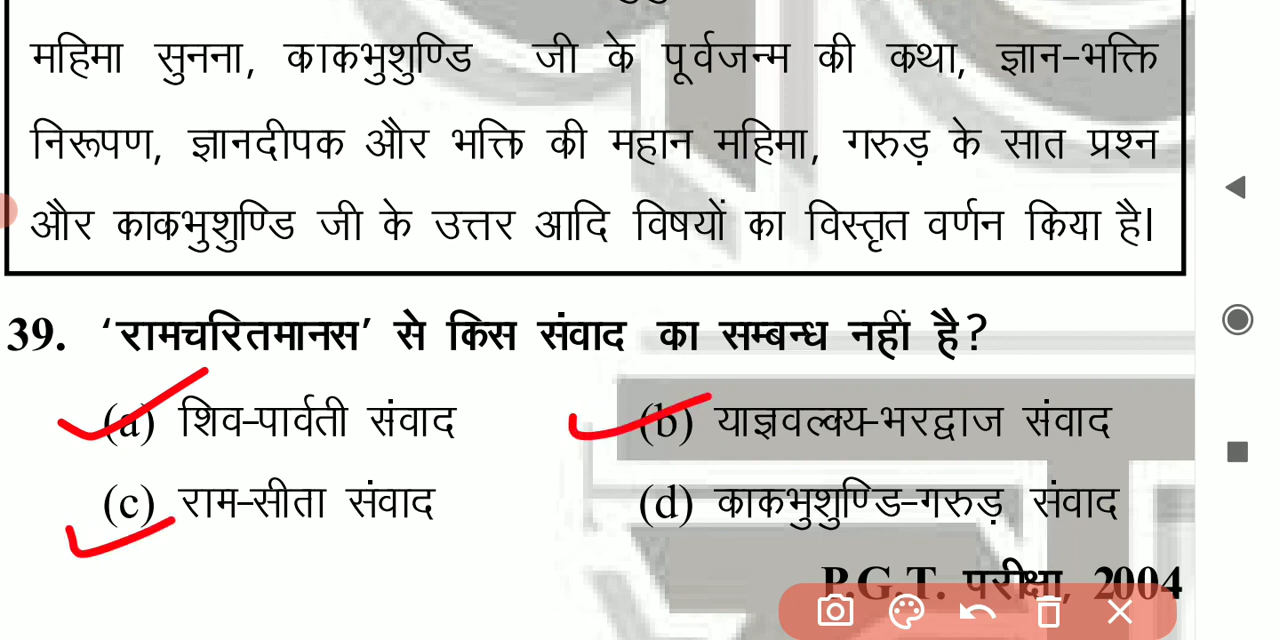 महिमा सुनना, काकभुशुण्डि जी के पूर्वजन्म की कथा, ज्ञान-भक्ति
निरूपण, ज्ञानदीपक और भक्ति की महान महिमा, गरुड़ के सात प्रश्न
और काकभुशुण्डि जी के उत्तर आदि विषयों का विस्तृत वर्णन किया है।
39. 'रामचरितमानस' से किस संवाद का सम्बन्ध नहीं है?
(a) शिव-पार्वती संवाद (b) याज्ञवल्क्य-भरद्वाज संवाद
(c) राम-सीता संवाद (d) काकभुशुण्डि-गरुड़ संवाद
P.G.T. परीक्षा, 2004